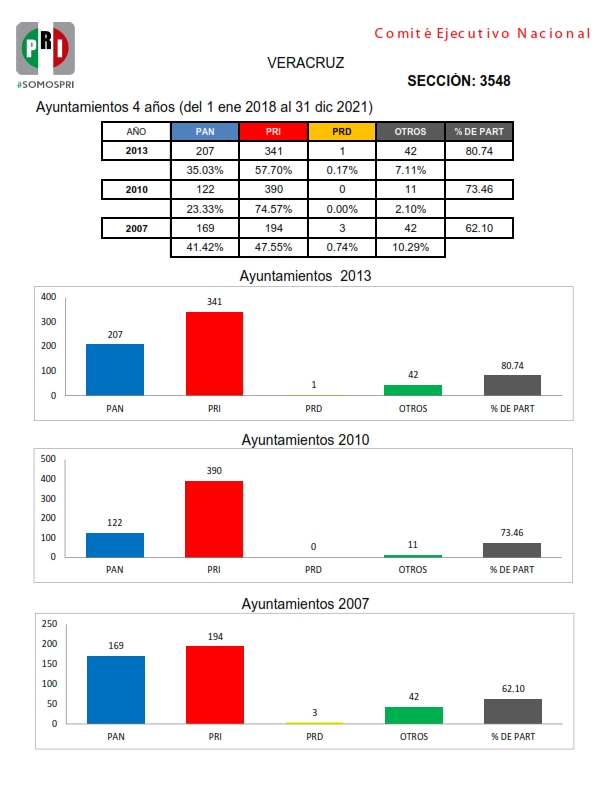 Comité Ejecutivo Nacional
PRI
#SOMOSPRI
VERACRUZ
SECCIÓN: 3548
Ayuntamientos 4 años (del 1 ene 2018 al 31 dic 2021)
AÑO PAN PRI PRD OTROS % DE PART
2013 207 341 1 42 80.74
35.03% 57.70% 0.17% 7.11%
2010 122 390 0 11 73.46
23.33% 74.57% 0.00% 2.10%
2007 169 194 3 42 62.10
41.42% 47.55% 0.74% 10.29%
Ayuntamientos 2013
400
300
200
100
0
207
341
1
42
80.74
PAN PRI PRD OTROS % DE PART
Ayuntamientos 2010
500
400
300
200
100
0
122
390
0
11
73.46
PAN PRI PRD OTROS % DE PART
Ayuntamientos 2007
250
200
150
100
50
0
169
194
3
42
62.10
PAN PRI PRD OTROS % DE PART